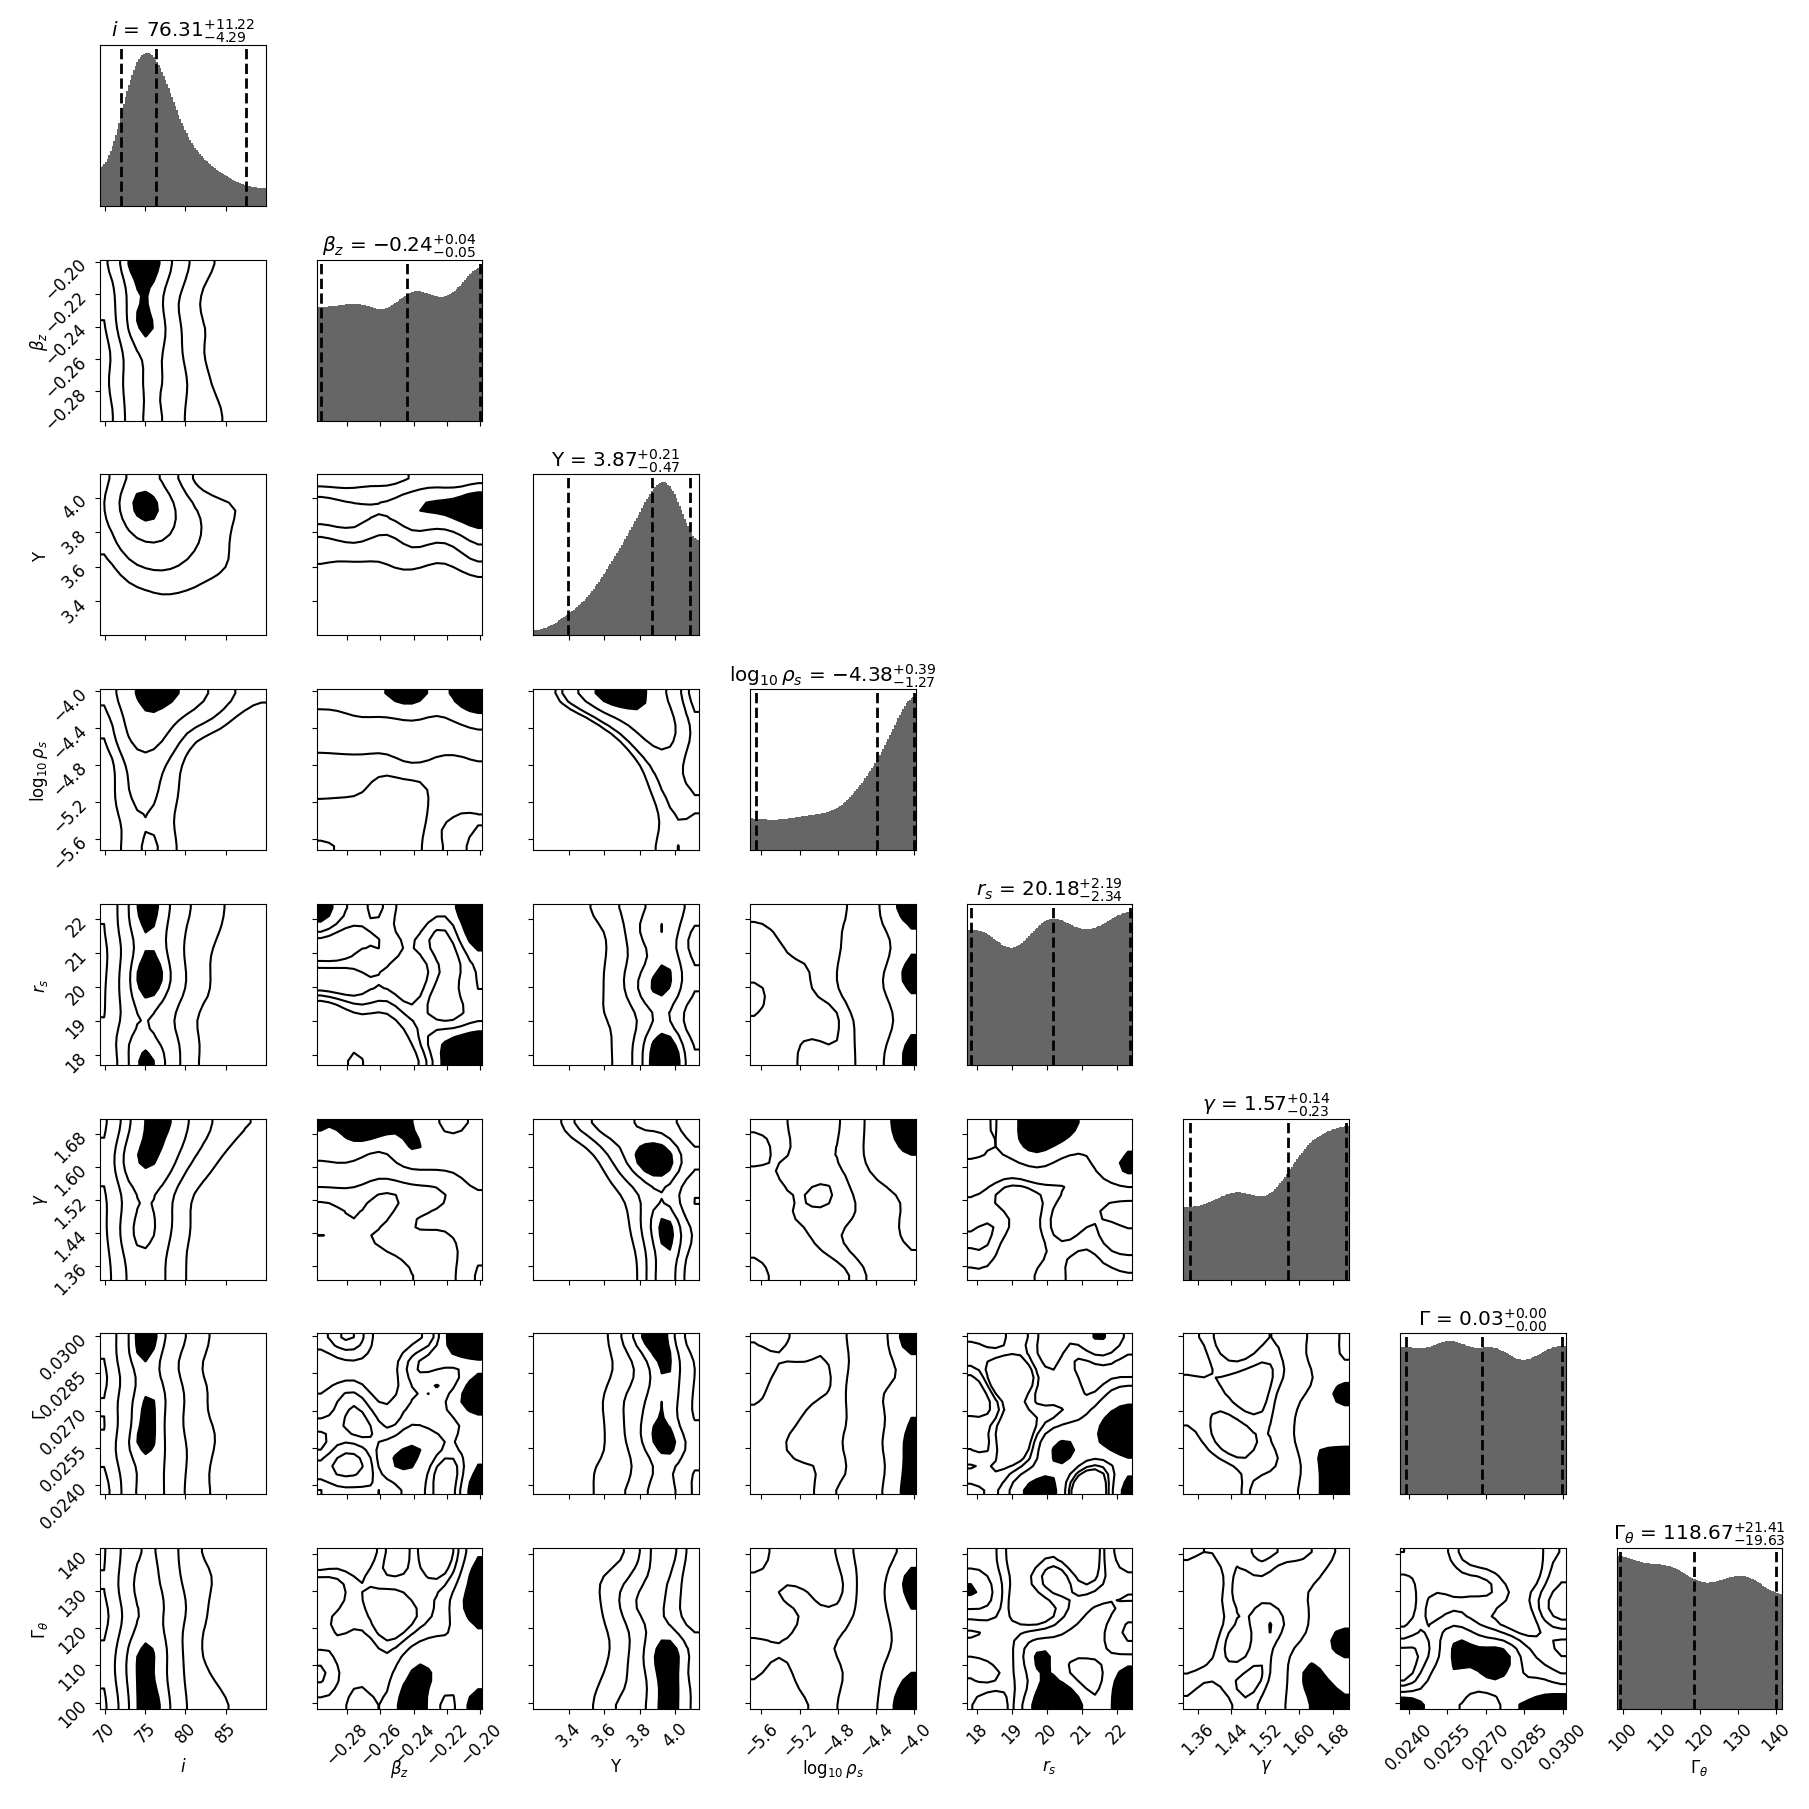 i = 76.31^{+11.22}_{-4.29}
β_z = −0.24^{+0.04}_{-0.05}
β_z
−0.20
−0.22
−0.24
−0.26
−0.28
Υ = 3.87^{+0.21}_{-0.47}
Υ
4.0
3.8
3.6
3.4
log₁₀ ρ_s = −4.38^{+0.39}_{-1.27}
log₁₀ ρ_s
−4.0
−4.4
−4.8
−5.2
−5.6
r_s = 20.18^{+2.19}_{-2.34}
r_s
22
21
20
19
18
γ = 1.57^{+0.14}_{-0.23}
γ
1.68
1.60
1.52
1.44
1.36
Γ = 0.03^{+0.00}_{-0.00}
Γ
0.0300
0.0285
0.0270
0.0255
0.0240
Γ_θ = 118.67^{+21.41}_{-19.63}
Γ_θ
140
130
120
110
100
70 75 80 85
i
−0.28 −0.26 −0.24 −0.22 −0.20
β_z
3.4 3.6 3.8 4.0
Υ
−5.6 −5.2 −4.8 −4.4 −4.0
log₁₀ ρ_s
18 19 20 21 22
r_s
1.36 1.44 1.52 1.60 1.68
γ
0.0240 0.0255 0.0270 0.0285 0.0300
Γ
100 110 120 130 140
Γ_θ